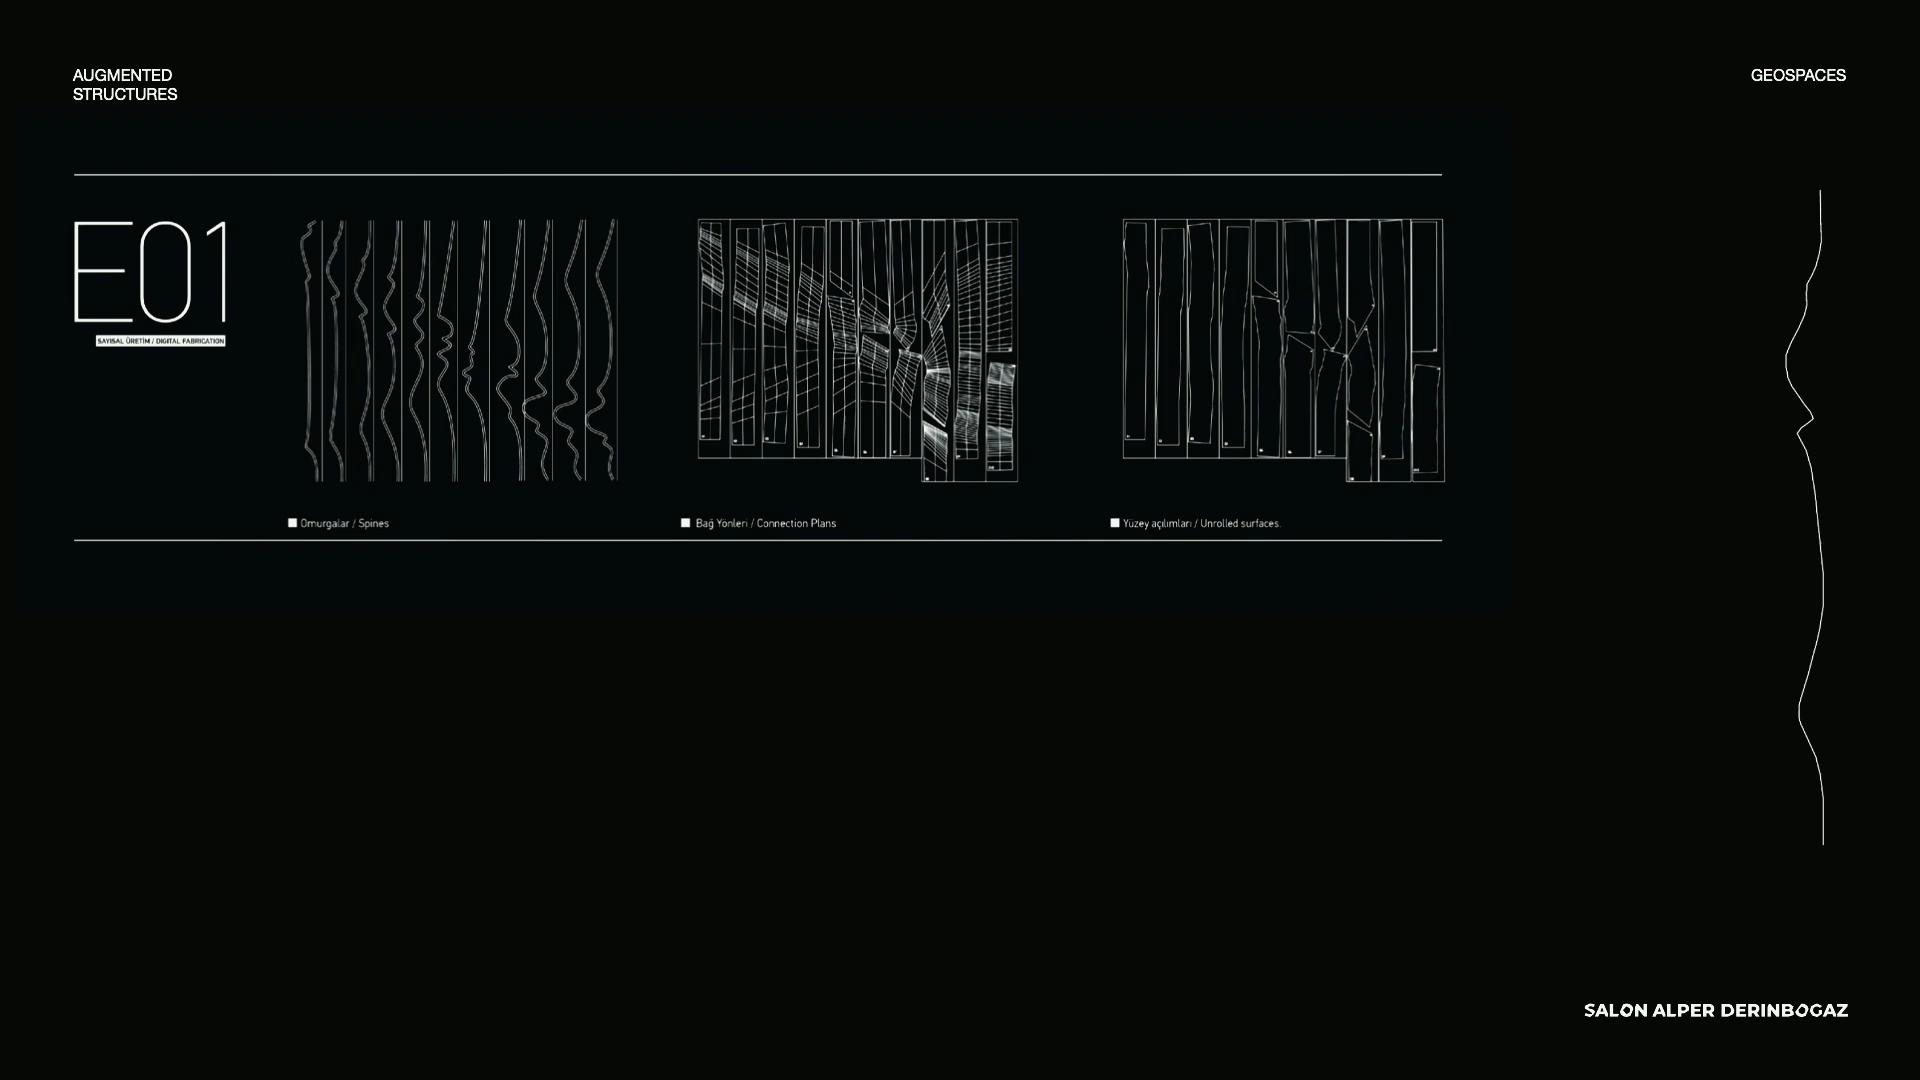 AUGMENTED
STRUCTURES
GEOSPACES
E01
SAYISAL ÜRETİM / DIGITAL FABRICATION
Omurgalar / Spines
Bağ Yönleri / Connection Plans
Yüzey açılımları / Unrolled surfaces.
SALON ALPER DERINBOGAZ